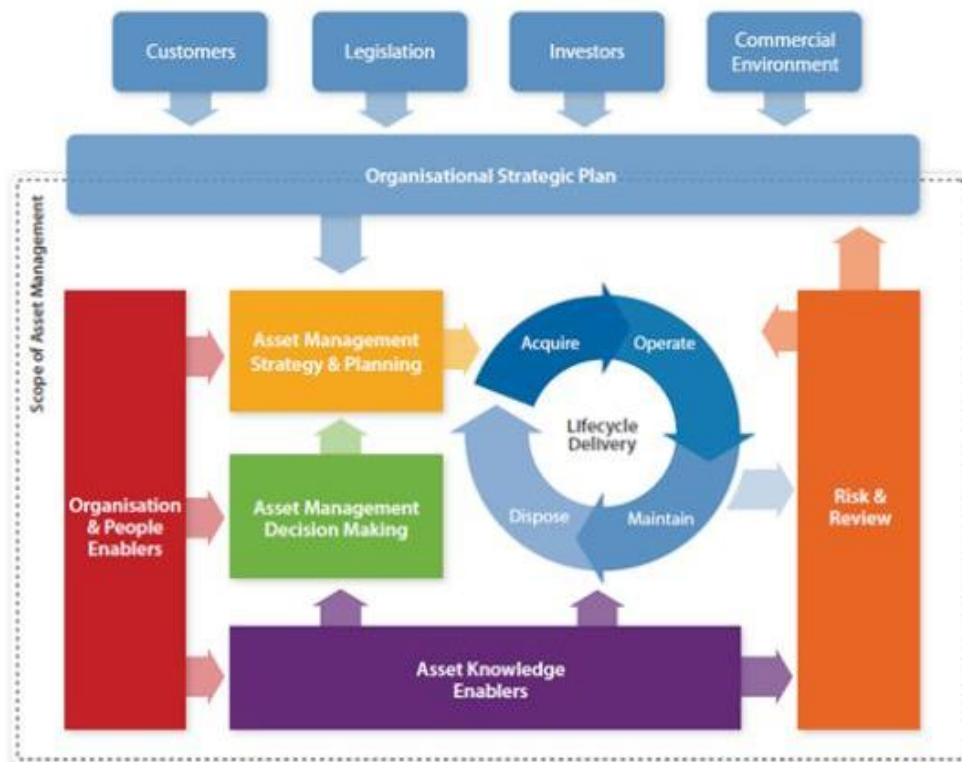 Customers
Legislation
Investors
Commercial
Environment
Organisational Strategic Plan
Scope of Asset Management
Asset Management
Strategy & Planning
Acquire
Operate
Lifecycle
Delivery
Dispose
Maintain
Organisation
& People
Enablers
Asset Management
Decision Making
Risk &
Review
Asset Knowledge
Enablers